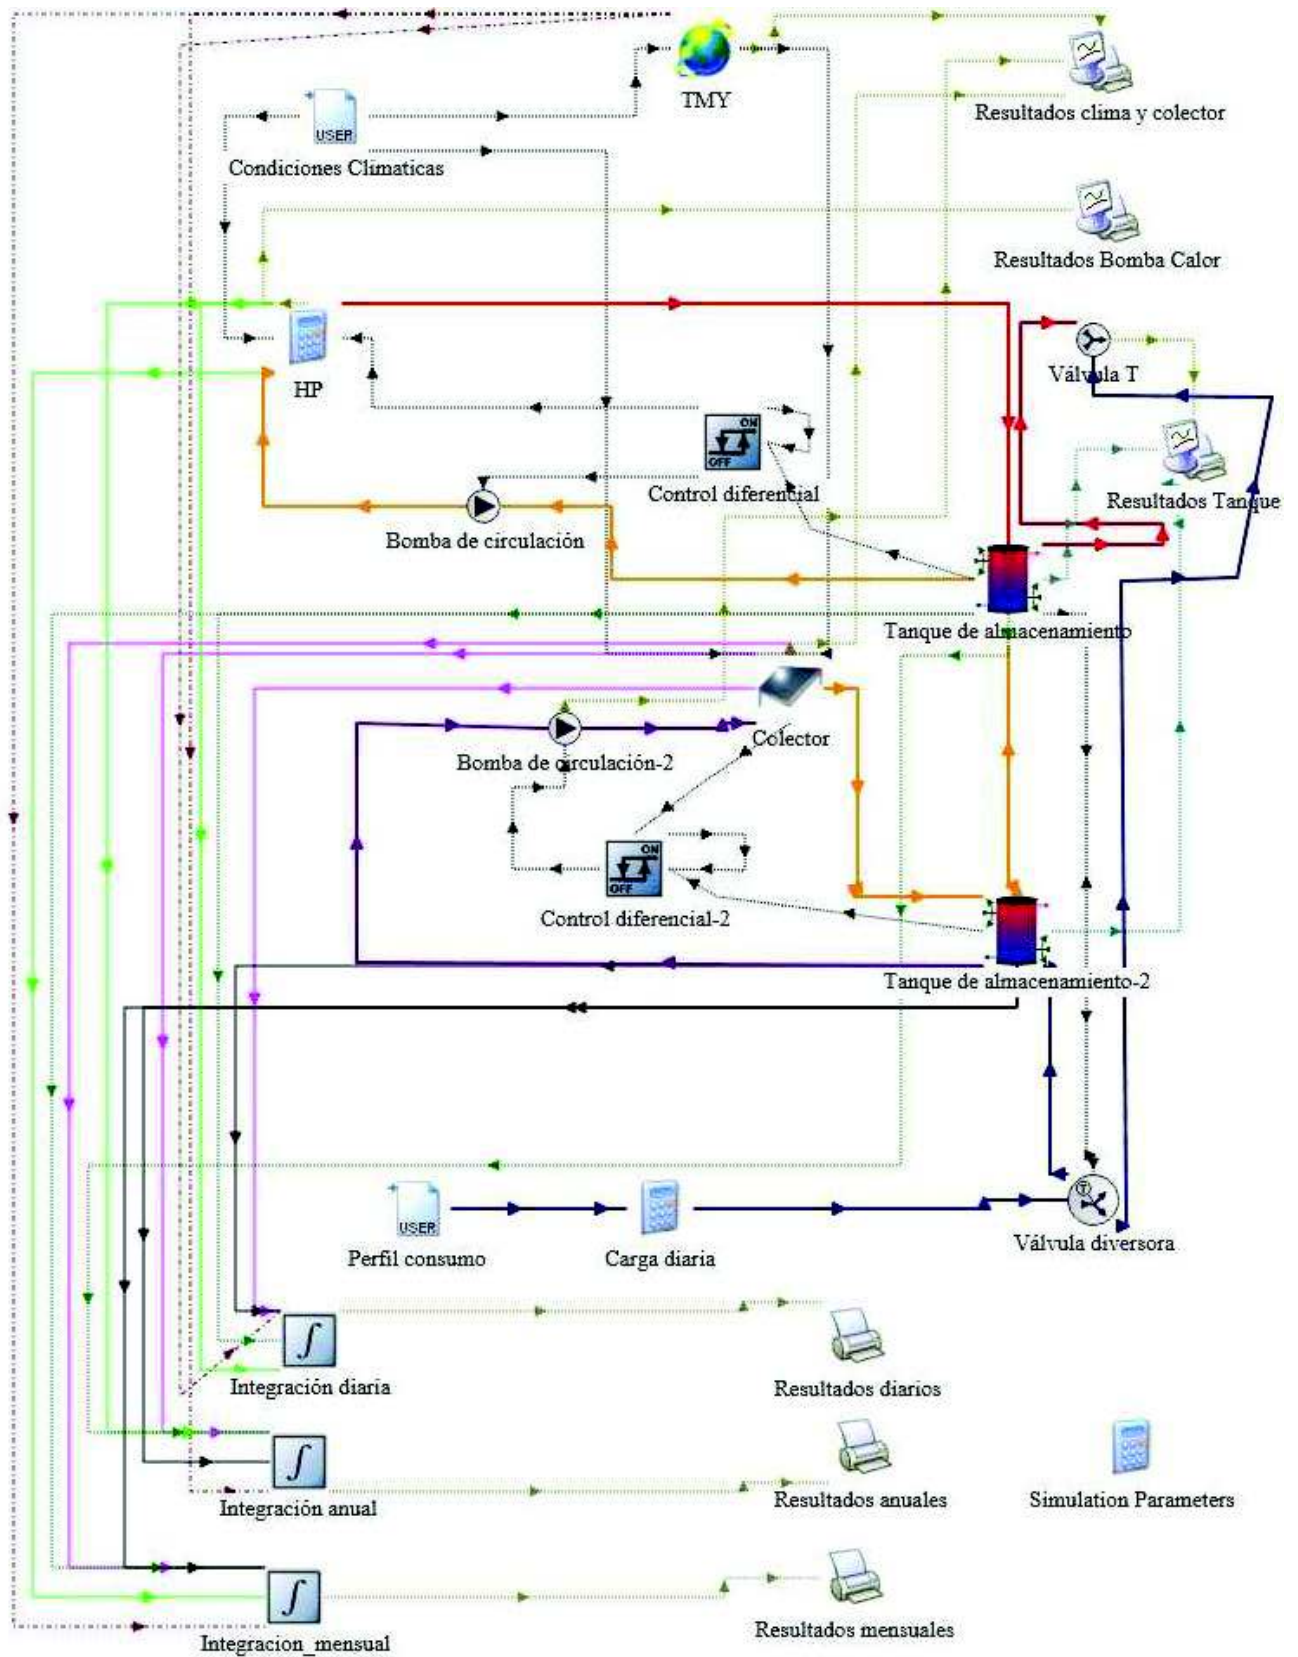 TMY
USER
Condiciones Climaticas
Resultados clima y colector
Resultados Bomba Calor
HP
Válvula T
ON
OFF
Control diferencial
Resultados Tanque
Bomba de circulación
Tanque de almacenamiento
Colector
Bomba de circulación-2
ON
OFF
Control diferencial-2
Tanque de almacenamiento-2
USER
T
Perfil consumo
Carga diaria
Válvula diversora
∫
Integración diaria
Resultados diarios
∫
Integración anual
Resultados anuales
Simulation Parameters
∫
Integracion_mensual
Resultados mensuales